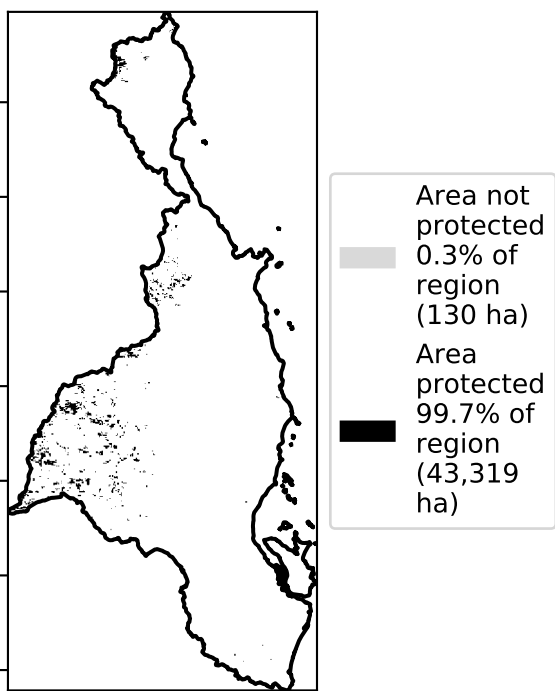 Area not
protected
0.3% of
region
(130 ha)
Area
protected
99.7% of
region
(43,319
ha)